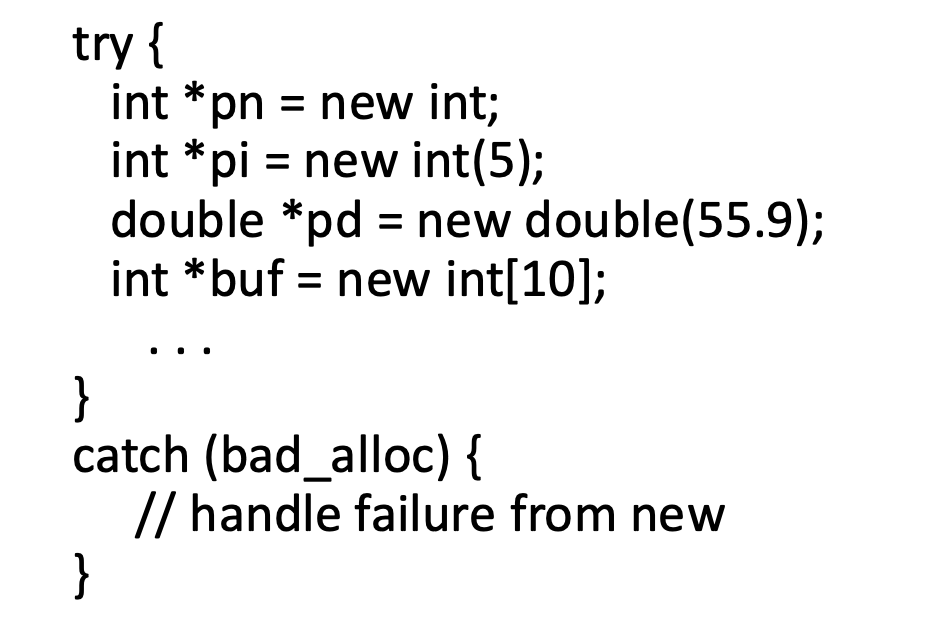 try {
int *pn = new int;
int *pi = new int(5);
double *pd = new double(55.9);
int *buf = new int[10];
. . .
}
catch (bad_alloc) {
// handle failure from new
}